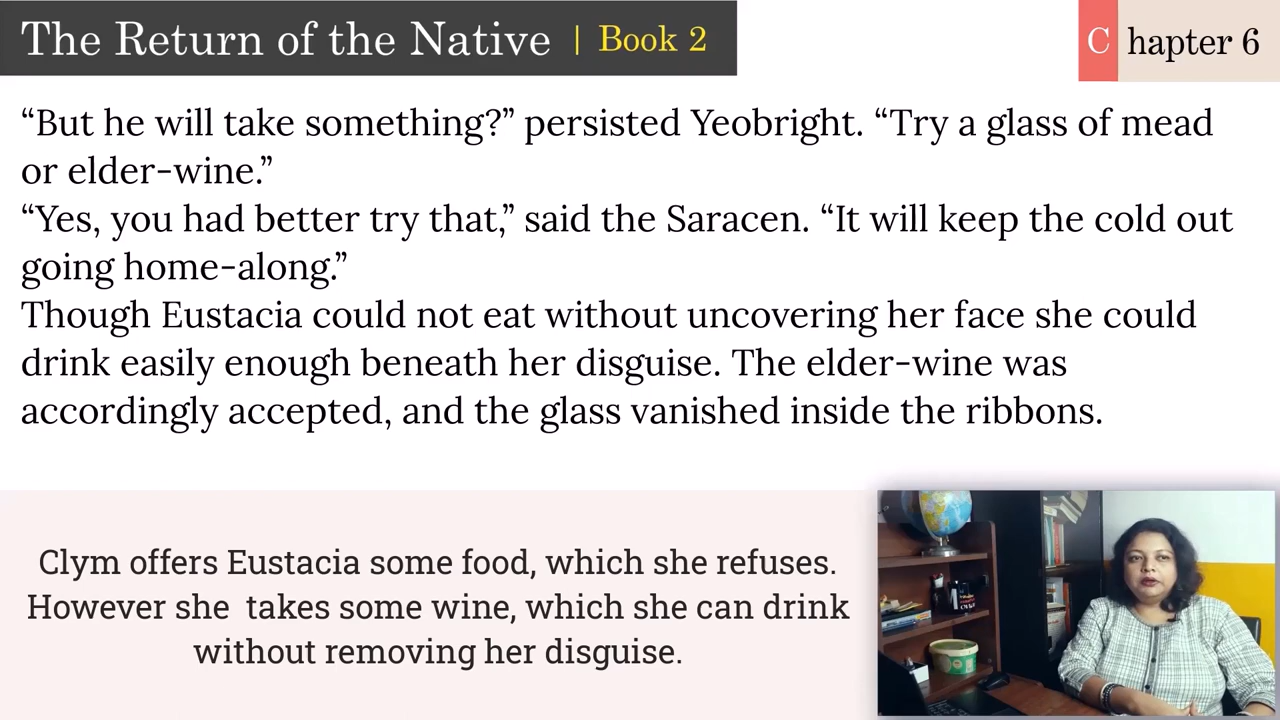 The Return of the Native | Book 2
Chapter 6
“But he will take something?” persisted Yeobright. “Try a glass of mead
or elder-wine.”
“Yes, you had better try that,” said the Saracen. “It will keep the cold out
going home-along.”
Though Eustacia could not eat without uncovering her face she could
drink easily enough beneath her disguise. The elder-wine was
accordingly accepted, and the glass vanished inside the ribbons.
Clym offers Eustacia some food, which she refuses.
However she  takes some wine, which she can drink
without removing her disguise.